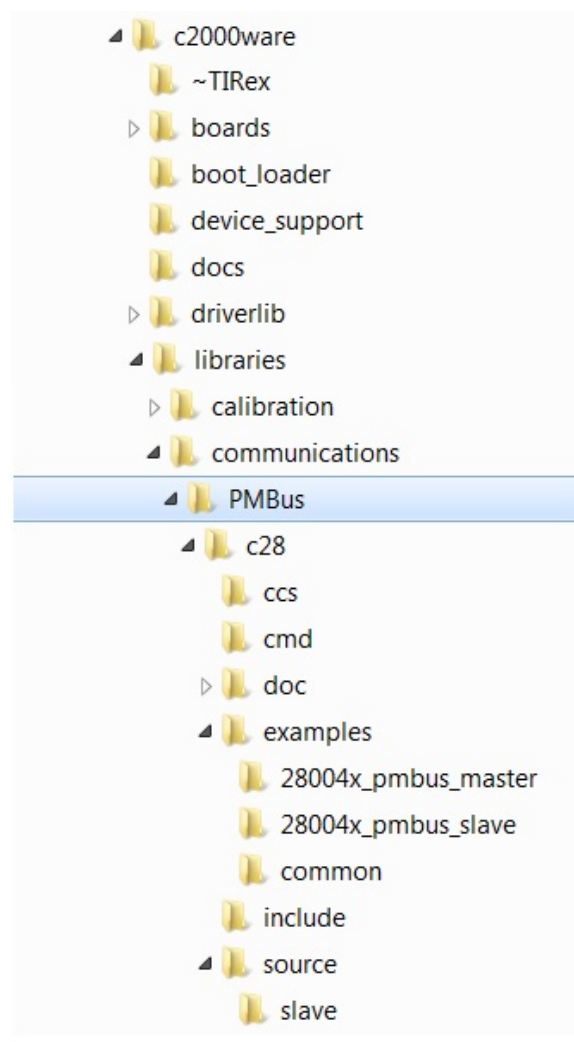 c2000ware
~TIRex
boards
boot_loader
device_support
docs
driverlib
libraries
calibration
communications
PMBus
c28
ccs
cmd
doc
examples
28004x_pmbus_master
28004x_pmbus_slave
common
include
source
slave